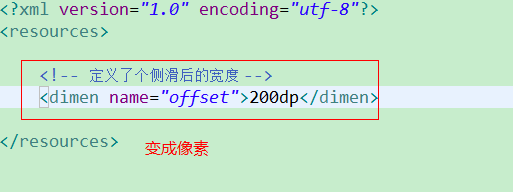 <?xml version="1.0" encoding="utf-8"?>
<resources>
<!-- 定义了个侧滑后的宽度 -->
<dimen name="offset">200dp</dimen>
</resources>
变成像素